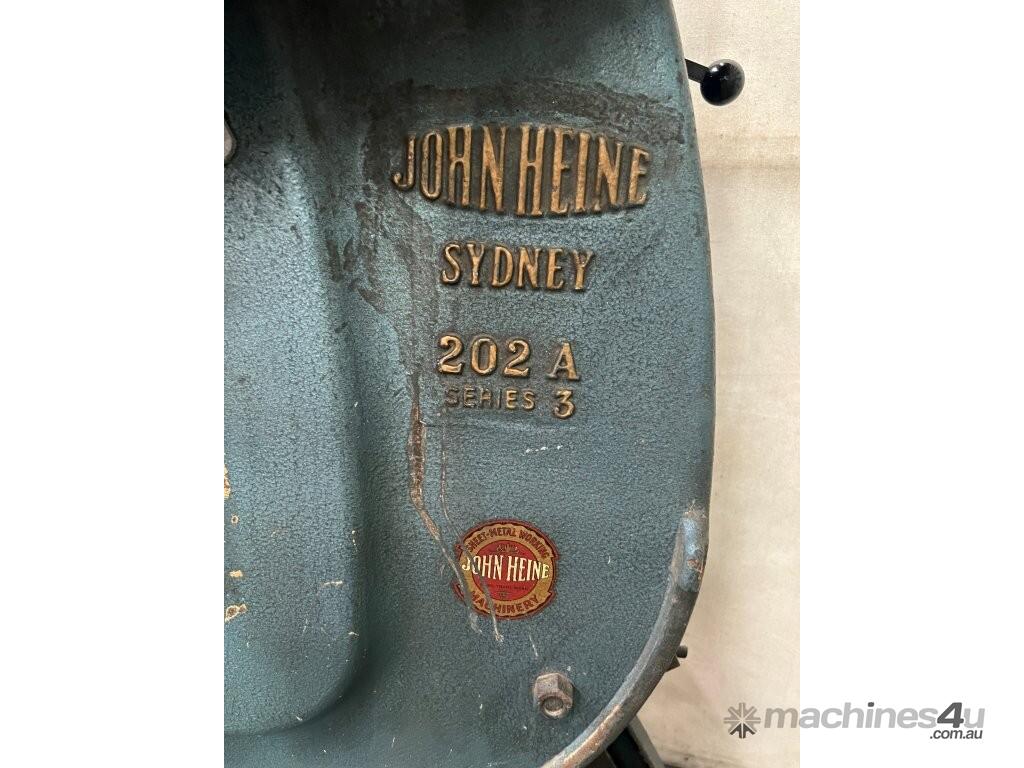 JOHN HEINE
SYDNEY
202 A
SERIES 3
SHEET-METAL WORKING
JOHN HEINE
MACHINERY
machines4u
.com.au